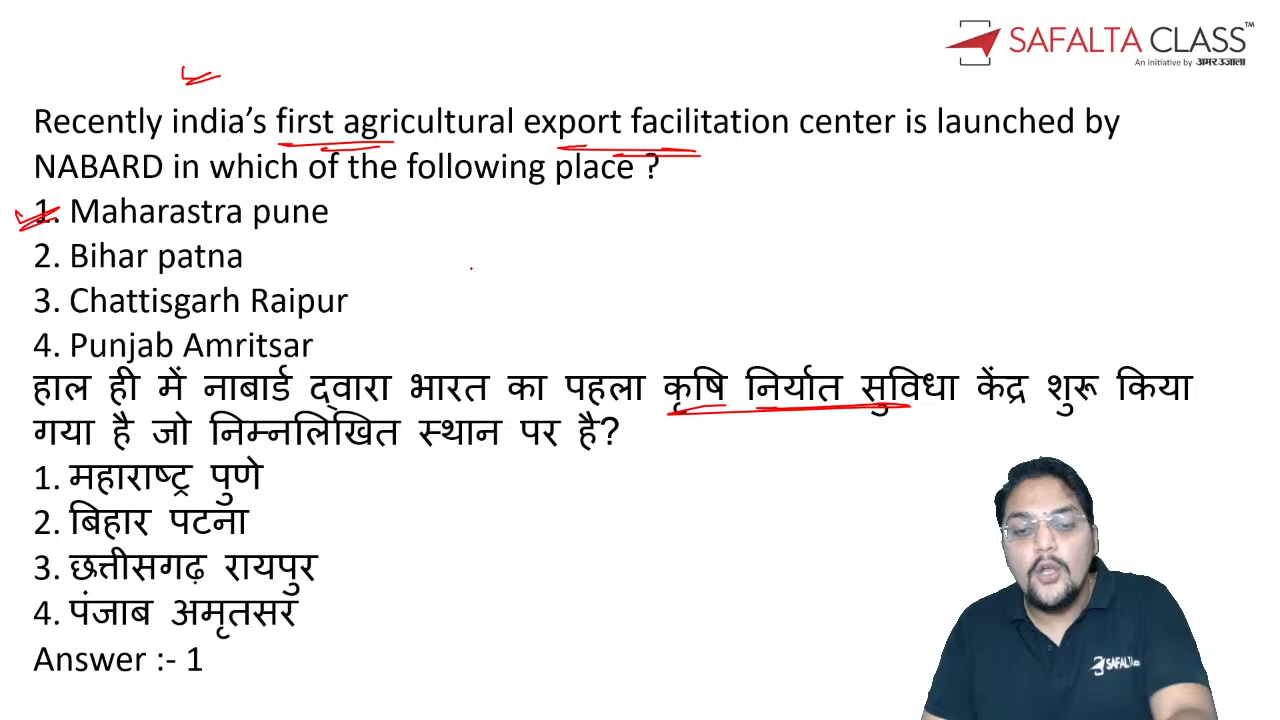 SAFALTA CLASS™
An Initiative by अमर उजाला
Recently india's first agricultural export facilitation center is launched by
NABARD in which of the following place ?
1. Maharastra pune
2. Bihar patna
3. Chattisgarh Raipur
4. Punjab Amritsar
हाल ही में नाबार्ड द्वारा भारत का पहला कृषि निर्यात सुविधा केंद्र शुरू किया
गया है जो निम्नलिखित स्थान पर है?
1. महाराष्ट्र पुणे
2. बिहार पटना
3. छत्तीसगढ़ रायपुर
4. पंजाब अमृतसर
Answer :- 1
SAFALTA